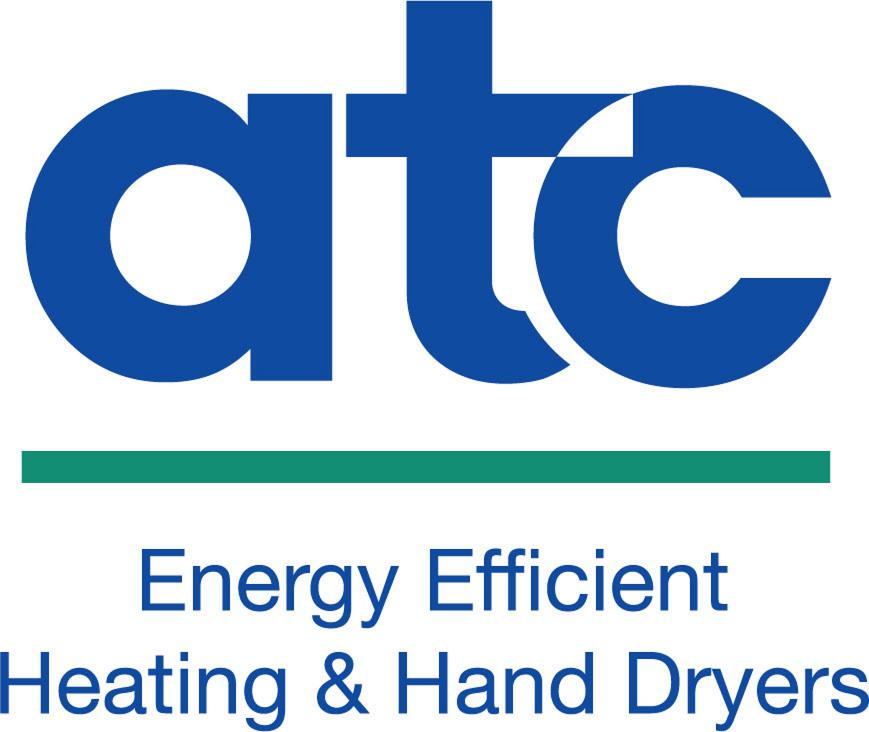 atc
Energy Efficient
Heating & Hand Dryers